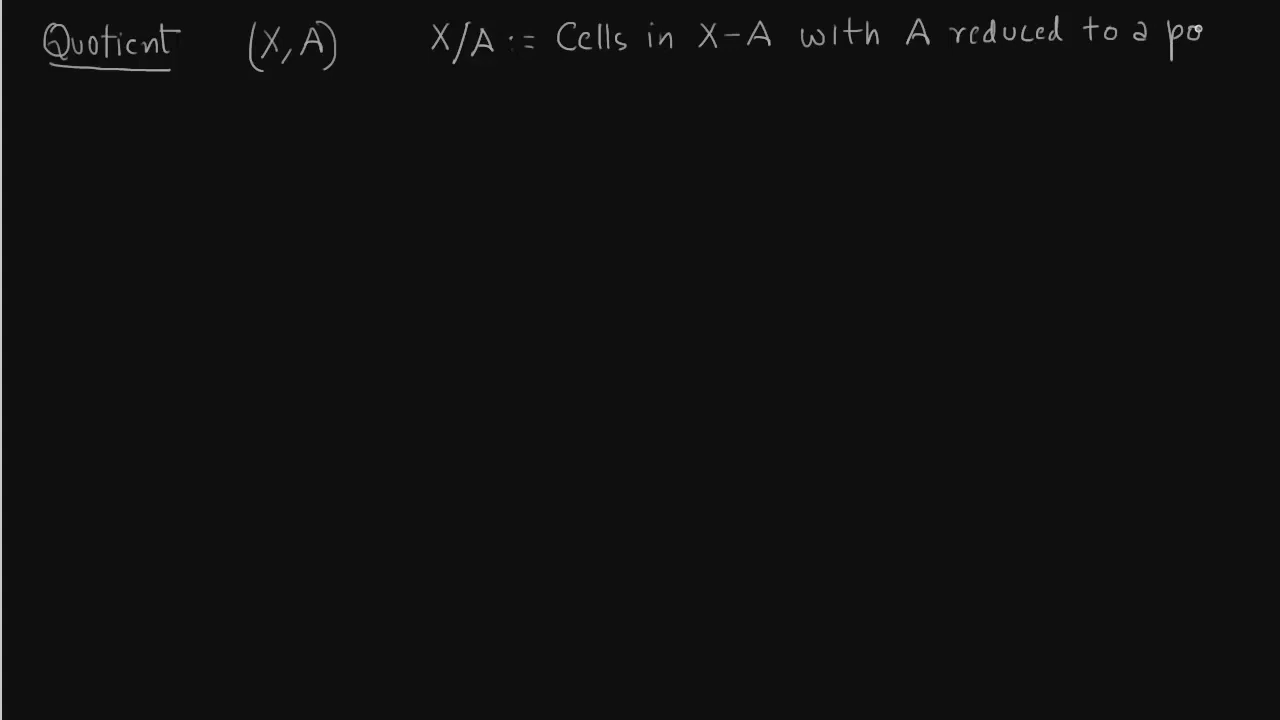 Quotient (X, A) X/A := Cells in X-A with A reduced to a po